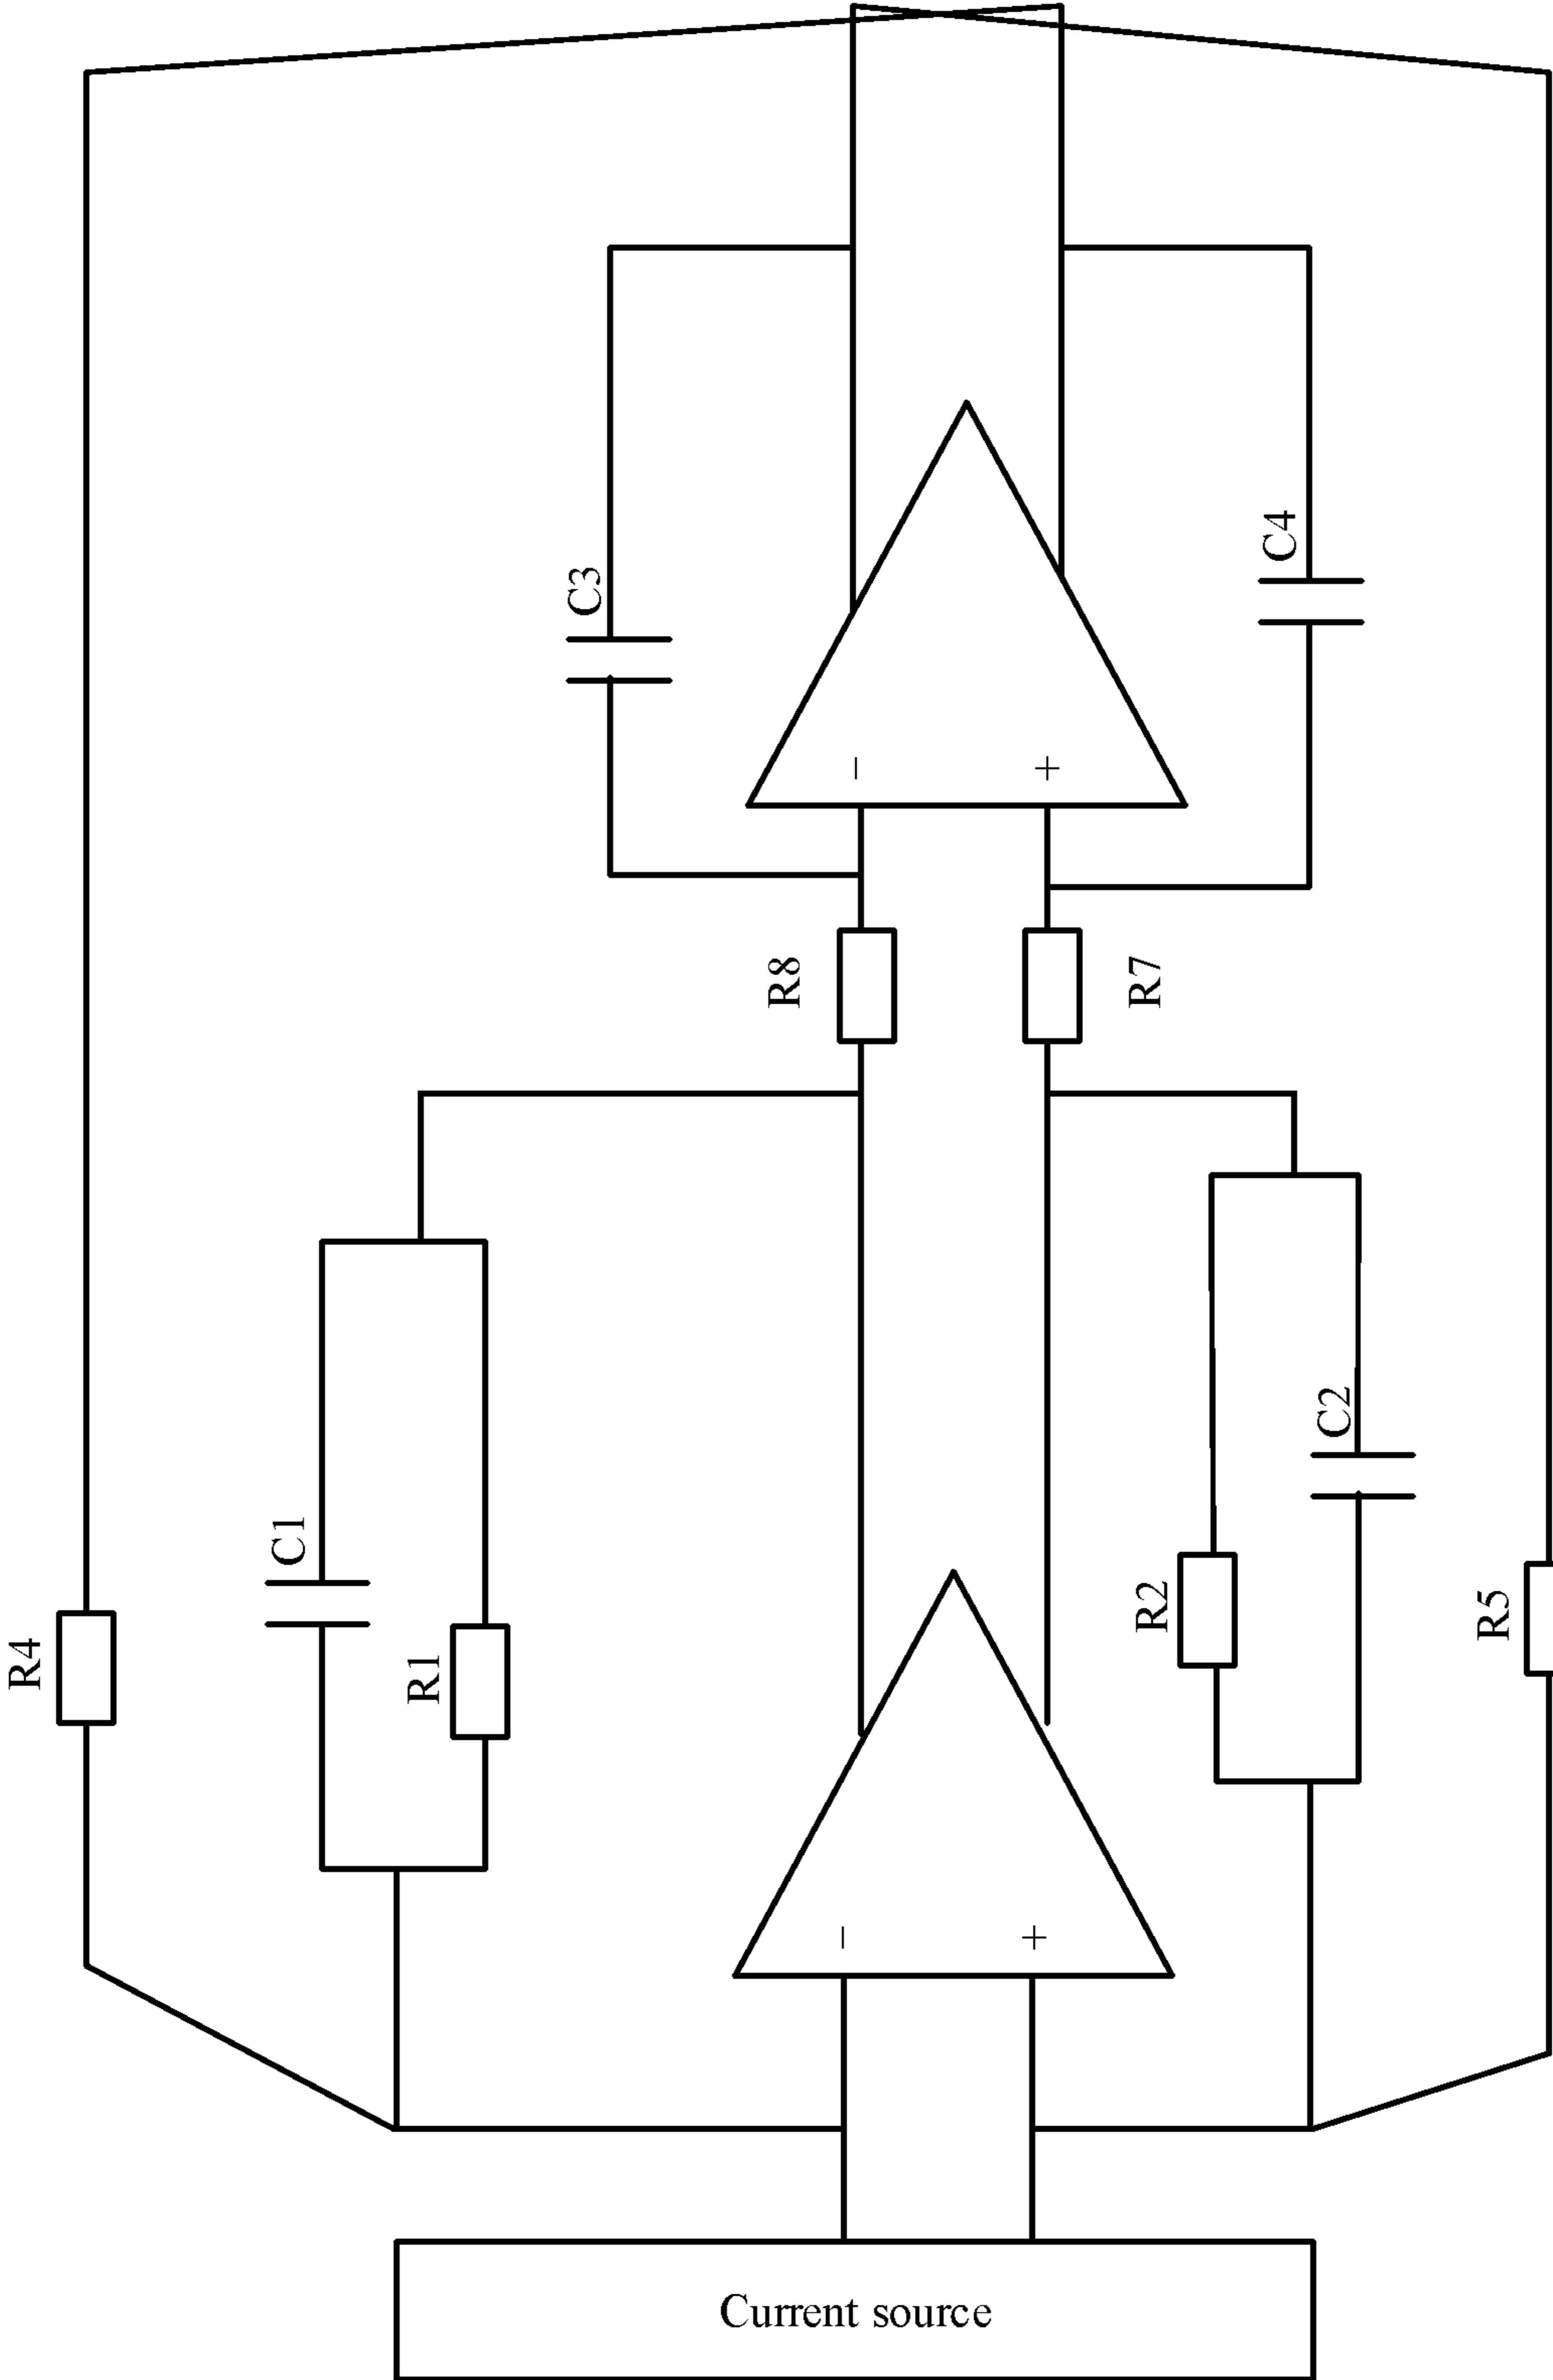 C3
C4
−
+
R8
R7
C1
C2
R4
R1
R2
R5
−
+
Current source